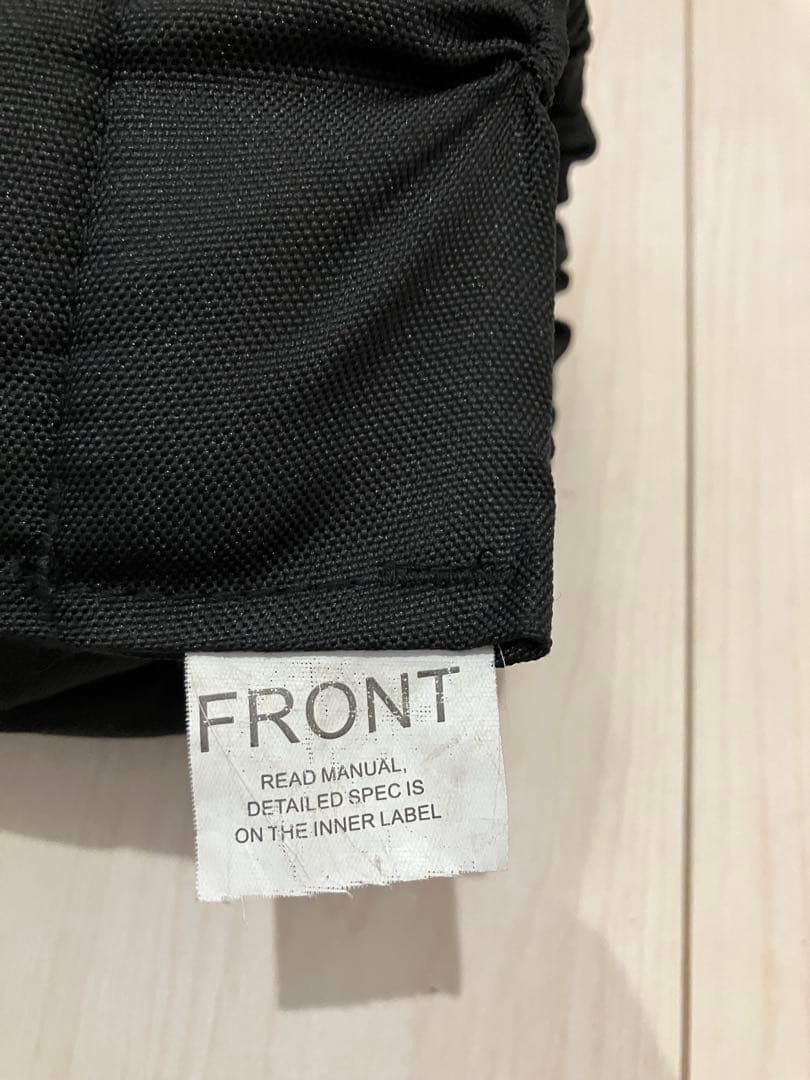 FRONT
READ MANUAL,
DETAILED SPEC IS
ON THE INNER LABEL